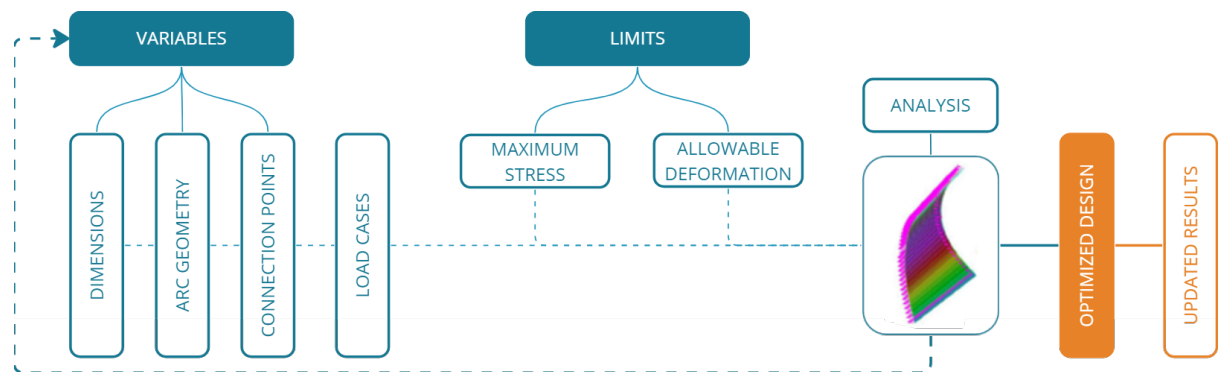 VARIABLES
LIMITS
ANALYSIS
MAXIMUM
STRESS
ALLOWABLE
DEFORMATION
DIMENSIONS
ARC GEOMETRY
CONNECTION POINTS
LOAD CASES
OPTIMIZED DESIGN
UPDATED RESULTS